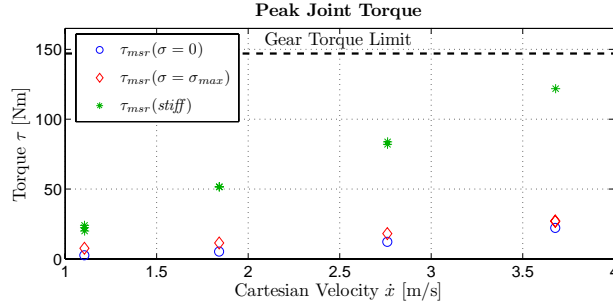 Peak Joint Torque
Gear Torque Limit
τmsr(σ = 0)
τmsr(σ = σmax)
τmsr(stiff)
Torque τ [Nm]
150
100
50
0
1 1.5 2 2.5 3 3.5 4
Cartesian Velocity ẋ [m/s]